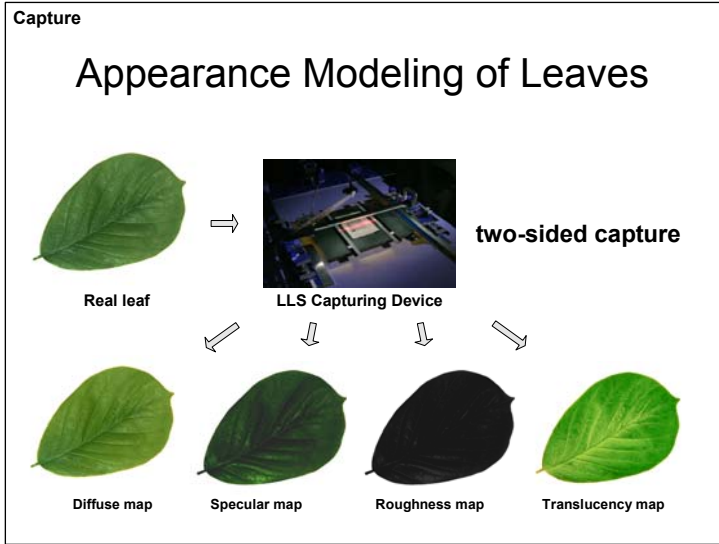 Capture
Appearance Modeling of Leaves
two-sided capture
Real leaf
LLS Capturing Device
Diffuse map
Specular map
Roughness map
Translucency map